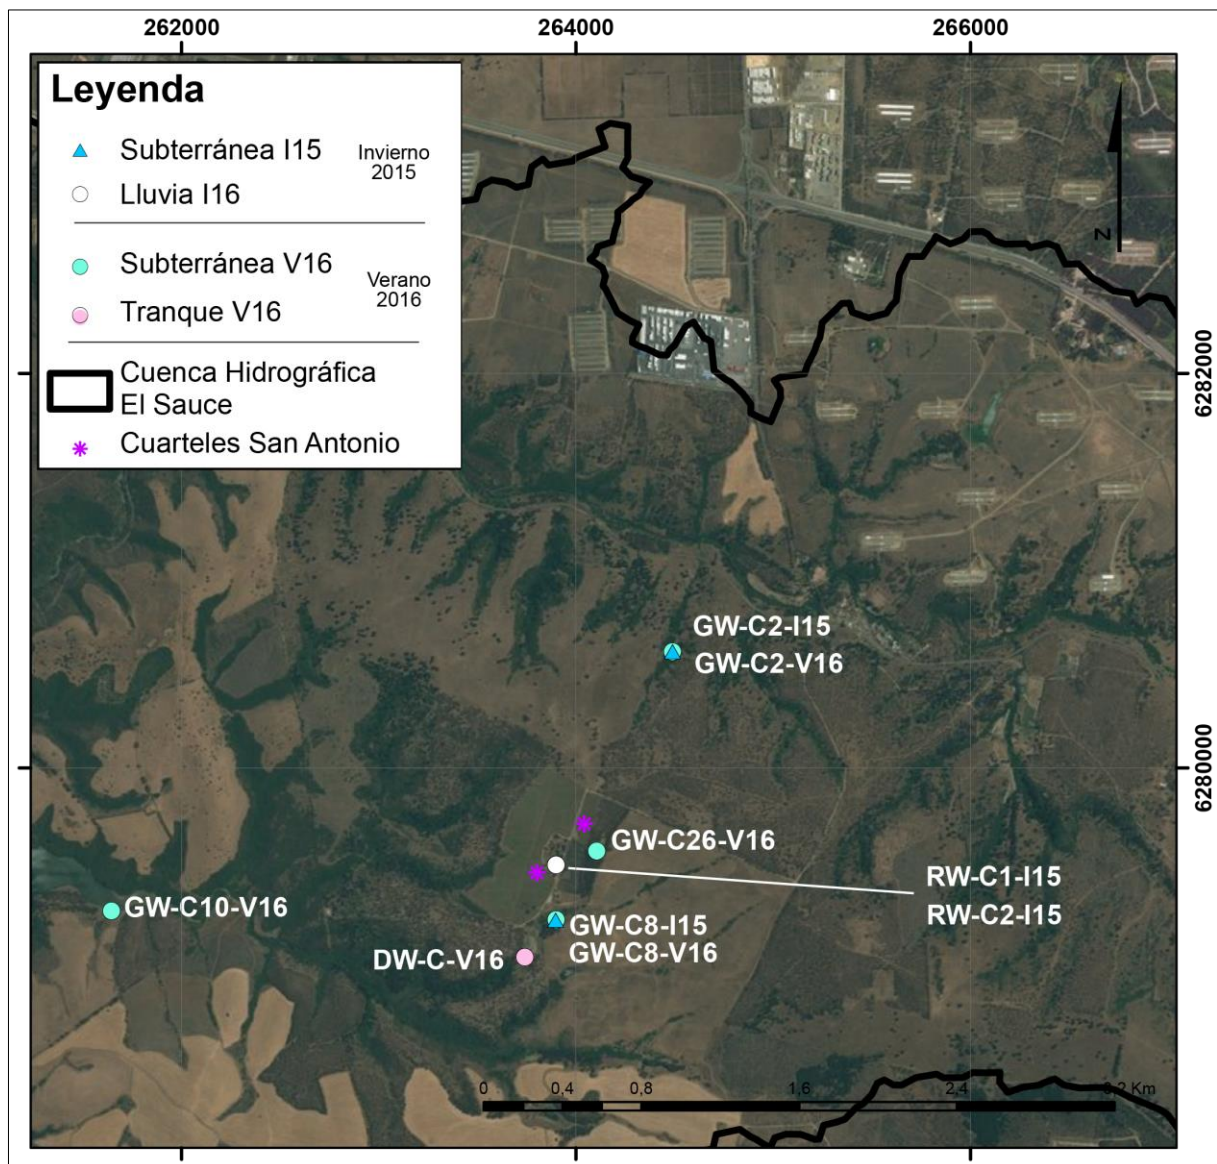 262000
264000
266000
Leyenda
Subterránea I15
Invierno
2015
Lluvia I16
Subterránea V16
Verano
2016
Tranque V16
Cuenca Hidrográfica
El Sauce
Cuarteles San Antonio
N
6282000
6280000
GW-C2-I15
GW-C2-V16
GW-C26-V16
RW-C1-I15
RW-C2-I15
GW-C10-V16
GW-C8-I15
GW-C8-V16
DW-C-V16
0 0,4 0,8 1,6 2,4 3,2 Km